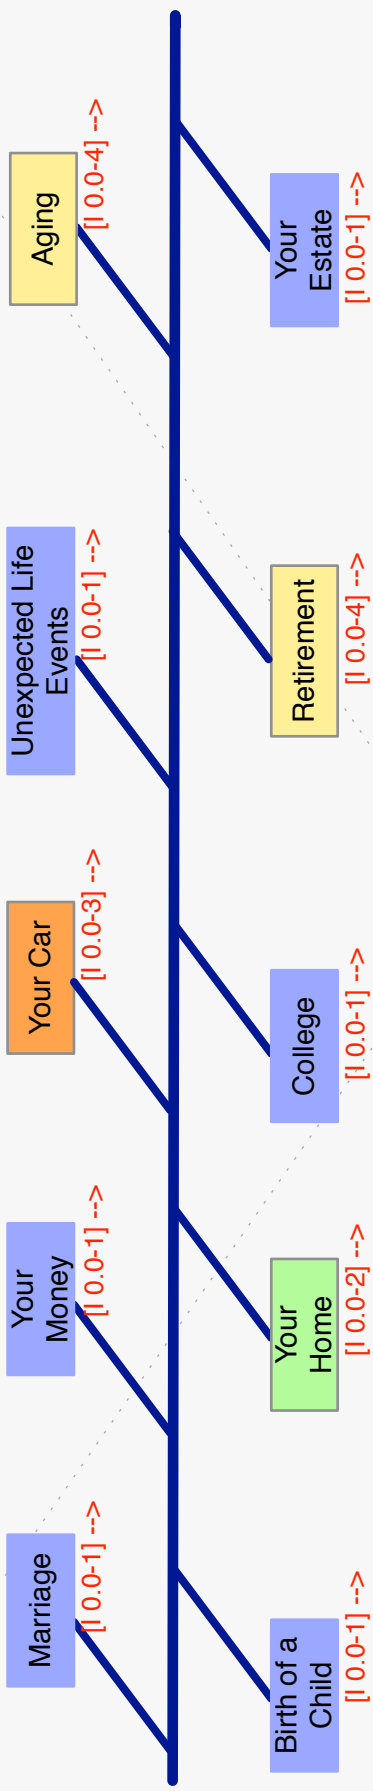 Marriage
[I 0.0-1] -->
Your
Money
[I 0.0-1] -->
Your Car
[I 0.0-3] -->
Unexpected Life
Events
[I 0.0-1] -->
Aging
[I 0.0-4] -->
Birth of a
Child
[I 0.0-1] -->
Your
Home
[I 0.0-2] -->
College
[I 0.0-1] -->
Retirement
[I 0.0-4] -->
Your
Estate
[I 0.0-1] -->